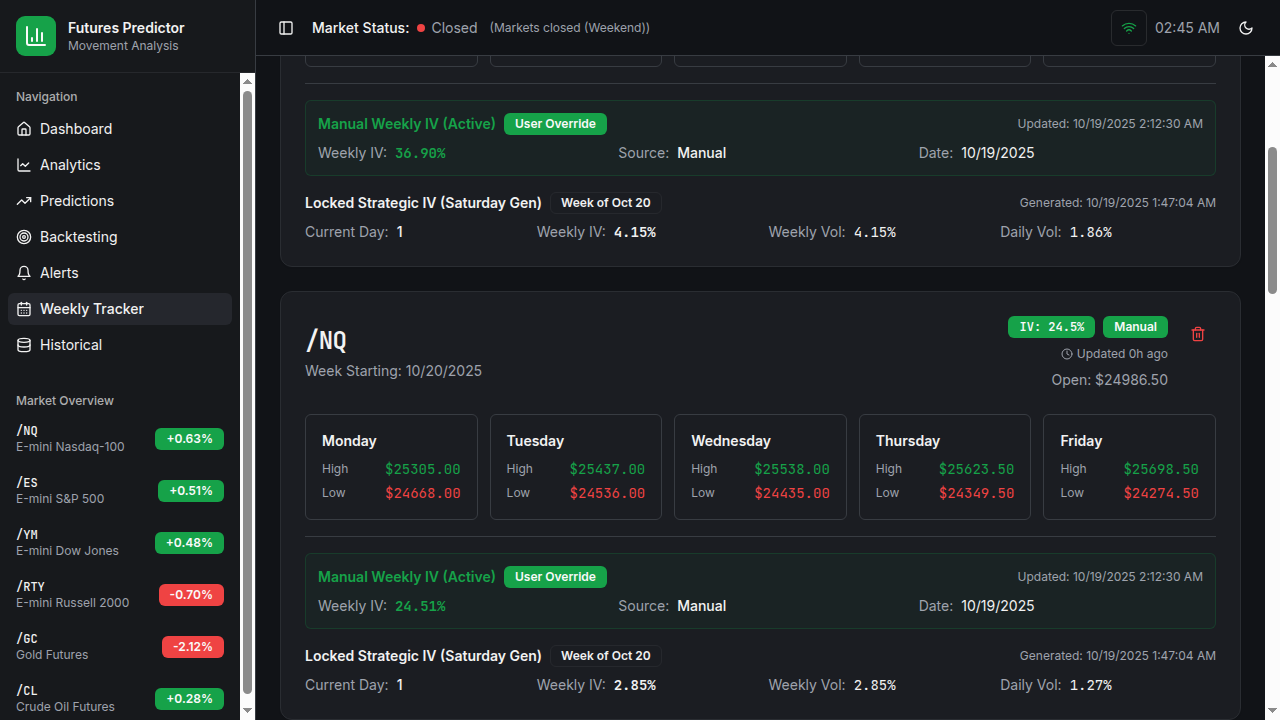 Futures Predictor
Movement Analysis
Navigation
Dashboard
Analytics
Predictions
Backtesting
Alerts
Weekly Tracker
Historical
Market Overview
/NQ
E-mini Nasdaq-100
+0.63%
/ES
E-mini S&P 500
+0.51%
/YM
E-mini Dow Jones
+0.48%
/RTY
E-mini Russell 2000
-0.70%
/GC
Gold Futures
-2.12%
/CL
Crude Oil Futures
+0.28%
Market Status: Closed (Markets closed (Weekend))
02:45 AM
Manual Weekly IV (Active) User Override Updated: 10/19/2025 2:12:30 AM
Weekly IV: 36.90% Source: Manual Date: 10/19/2025
Locked Strategic IV (Saturday Gen) Week of Oct 20 Generated: 10/19/2025 1:47:04 AM
Current Day: 1 Weekly IV: 4.15% Weekly Vol: 4.15% Daily Vol: 1.86%
/NQ
Week Starting: 10/20/2025
IV: 24.5% Manual
Updated 0h ago
Open: $24986.50
Monday
High $25305.00
Low $24668.00
Tuesday
High $25437.00
Low $24536.00
Wednesday
High $25538.00
Low $24435.00
Thursday
High $25623.50
Low $24349.50
Friday
High $25698.50
Low $24274.50
Manual Weekly IV (Active) User Override Updated: 10/19/2025 2:12:30 AM
Weekly IV: 24.51% Source: Manual Date: 10/19/2025
Locked Strategic IV (Saturday Gen) Week of Oct 20 Generated: 10/19/2025 1:47:04 AM
Current Day: 1 Weekly IV: 2.85% Weekly Vol: 2.85% Daily Vol: 1.27%